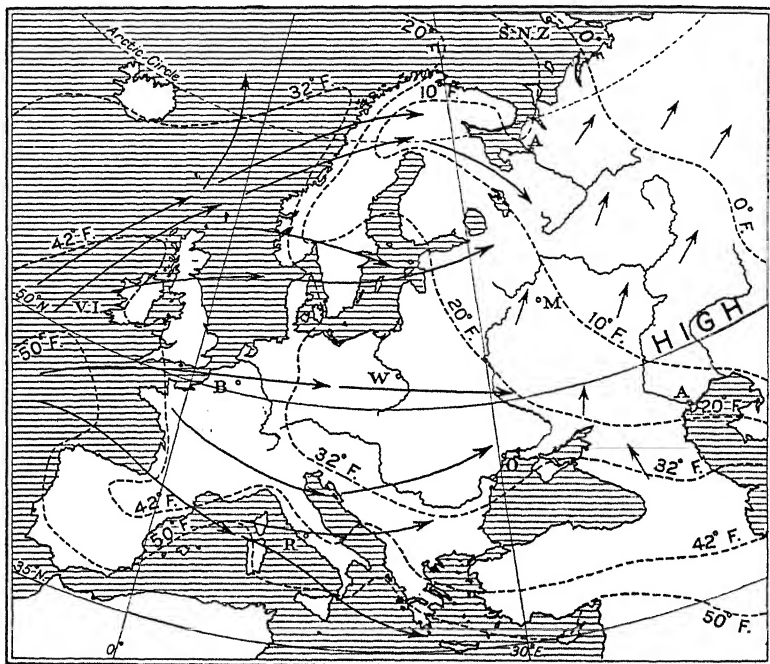 20° F.
S-N-Z
0°
Arctic Circle
32° F.
10° F.
A
42° F.
0° F.
50° N
V-I
M
20° F.
10° F.
HIGH
50° F.
B
W
A
20° F.
32° F.
O
32° F.
42° F.
50° F.
R
42° F.
35° N.
50° F.
0°
30° E.